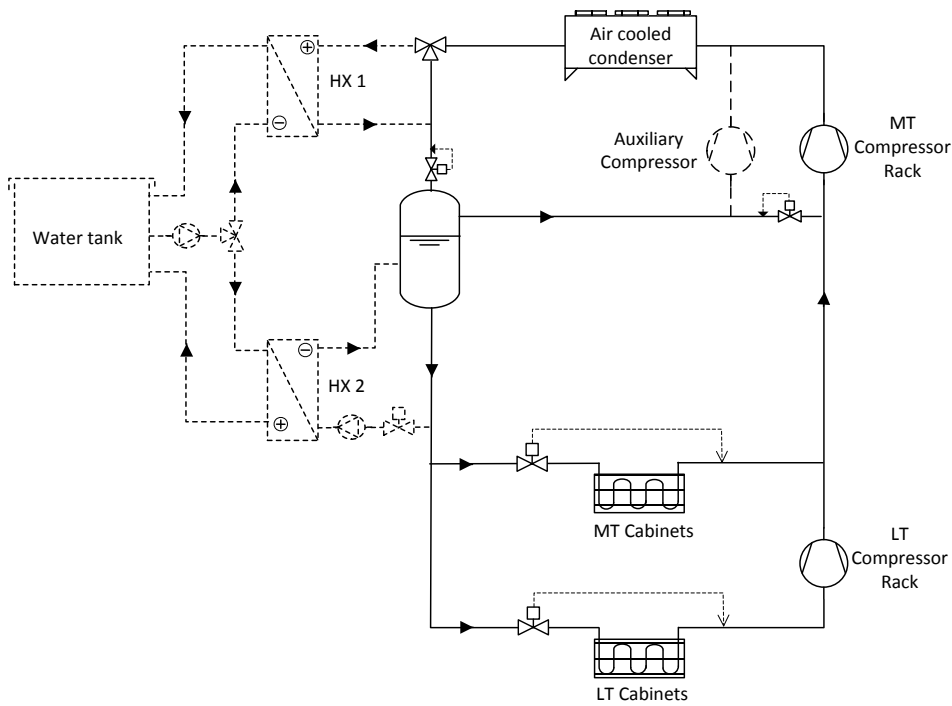 Air cooled
condenser
HX 1
MT
Compressor
Rack
Auxiliary
Compressor
Water tank
HX 2
MT Cabinets
LT
Compressor
Rack
LT Cabinets